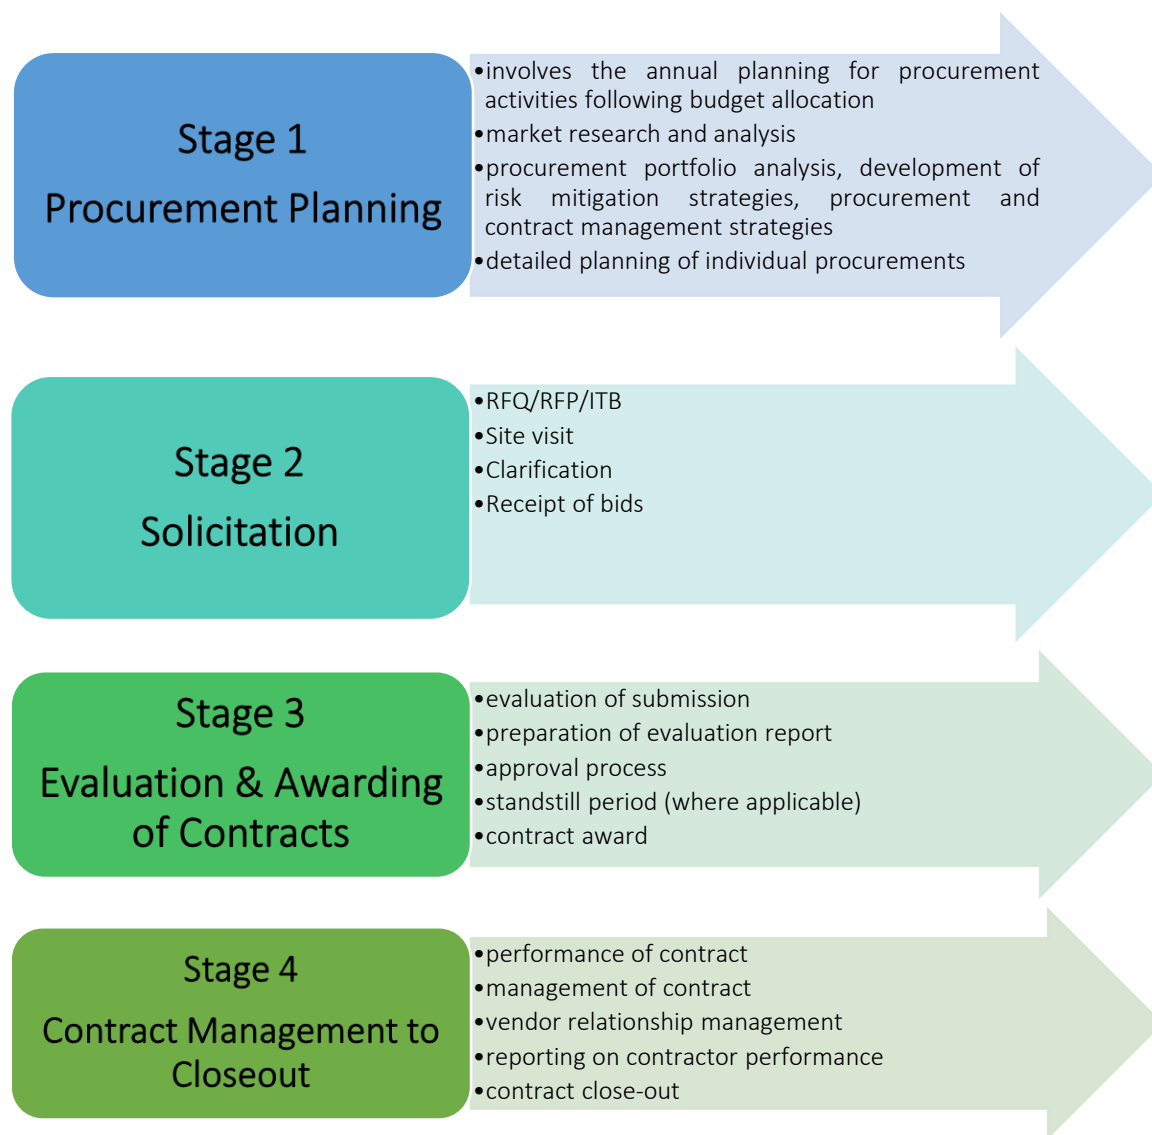 Stage 1
Procurement Planning
•involves the annual planning for procurement
activities following budget allocation
•market research and analysis
•procurement portfolio analysis, development of
risk mitigation strategies, procurement and
contract management strategies
•detailed planning of individual procurements
Stage 2
Solicitation
•RFQ/RFP/ITB
•Site visit
•Clarification
•Receipt of bids
Stage 3
Evaluation & Awarding
of Contracts
•evaluation of submission
•preparation of evaluation report
•approval process
•standstill period (where applicable)
•contract award
Stage 4
Contract Management to
Closeout
•performance of contract
•management of contract
•vendor relationship management
•reporting on contractor performance
•contract close-out